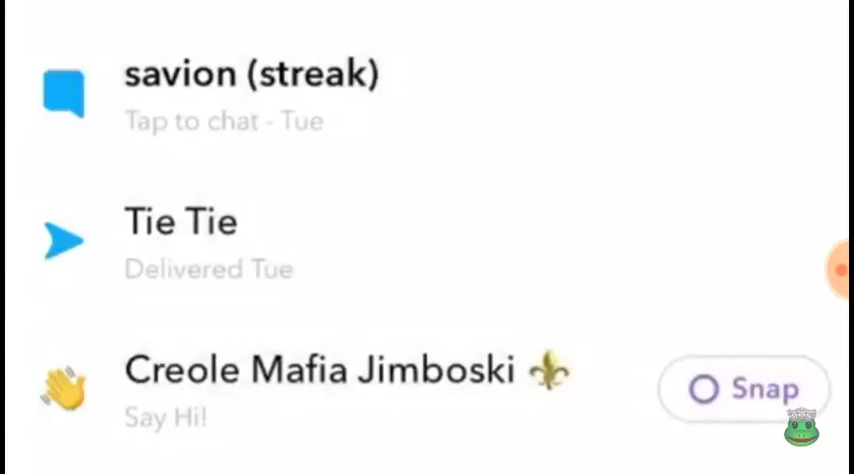 savion (streak)
Tap to chat - Tue
Tie Tie
Delivered Tue
Creole Mafia Jimboski ⚜️
Snap
Say Hi!